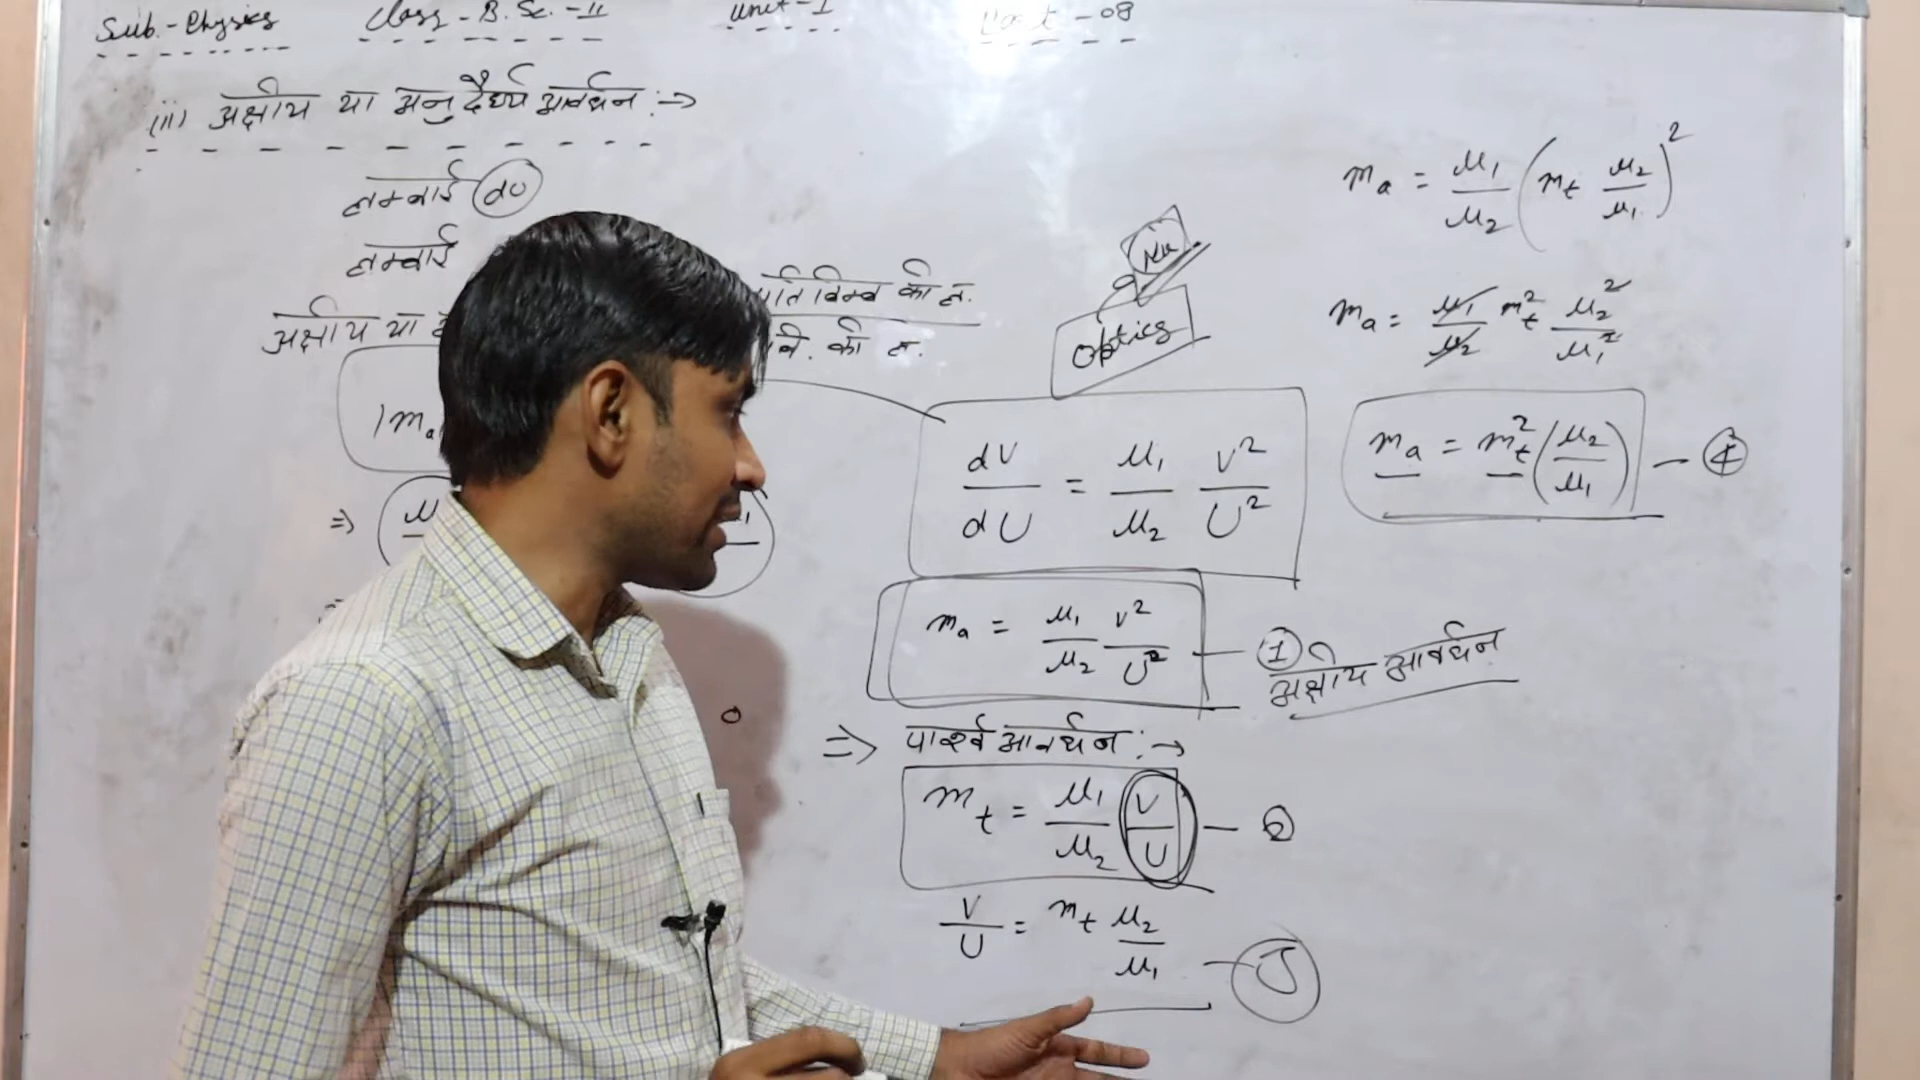 Sub.-Physics Class-B.Sc.-II Unit-I Part-08
(ii) अक्षीय या अनुदैर्ध्य आवर्धन :→
लम्बाई dU
लम्बाई
अक्षीय या
प्रतिबिम्ब की ल.
की ल.
|ma
⇒ μ
dV/dU = μ1/μ2 V²/U²
ma = μ1/μ2 V²/U² — ① अक्षीय आवर्धन
⇒ पार्श्व आवर्धन :→
mt = μ1/μ2 (V/U) — ②
V/U = mt μ2/μ1 — ③
Optics
ma = μ1/μ2 (mt μ2/μ1)²
ma = μ1/μ2 mt² μ2²/μ1²
ma = mt² (μ2/μ1) — ④